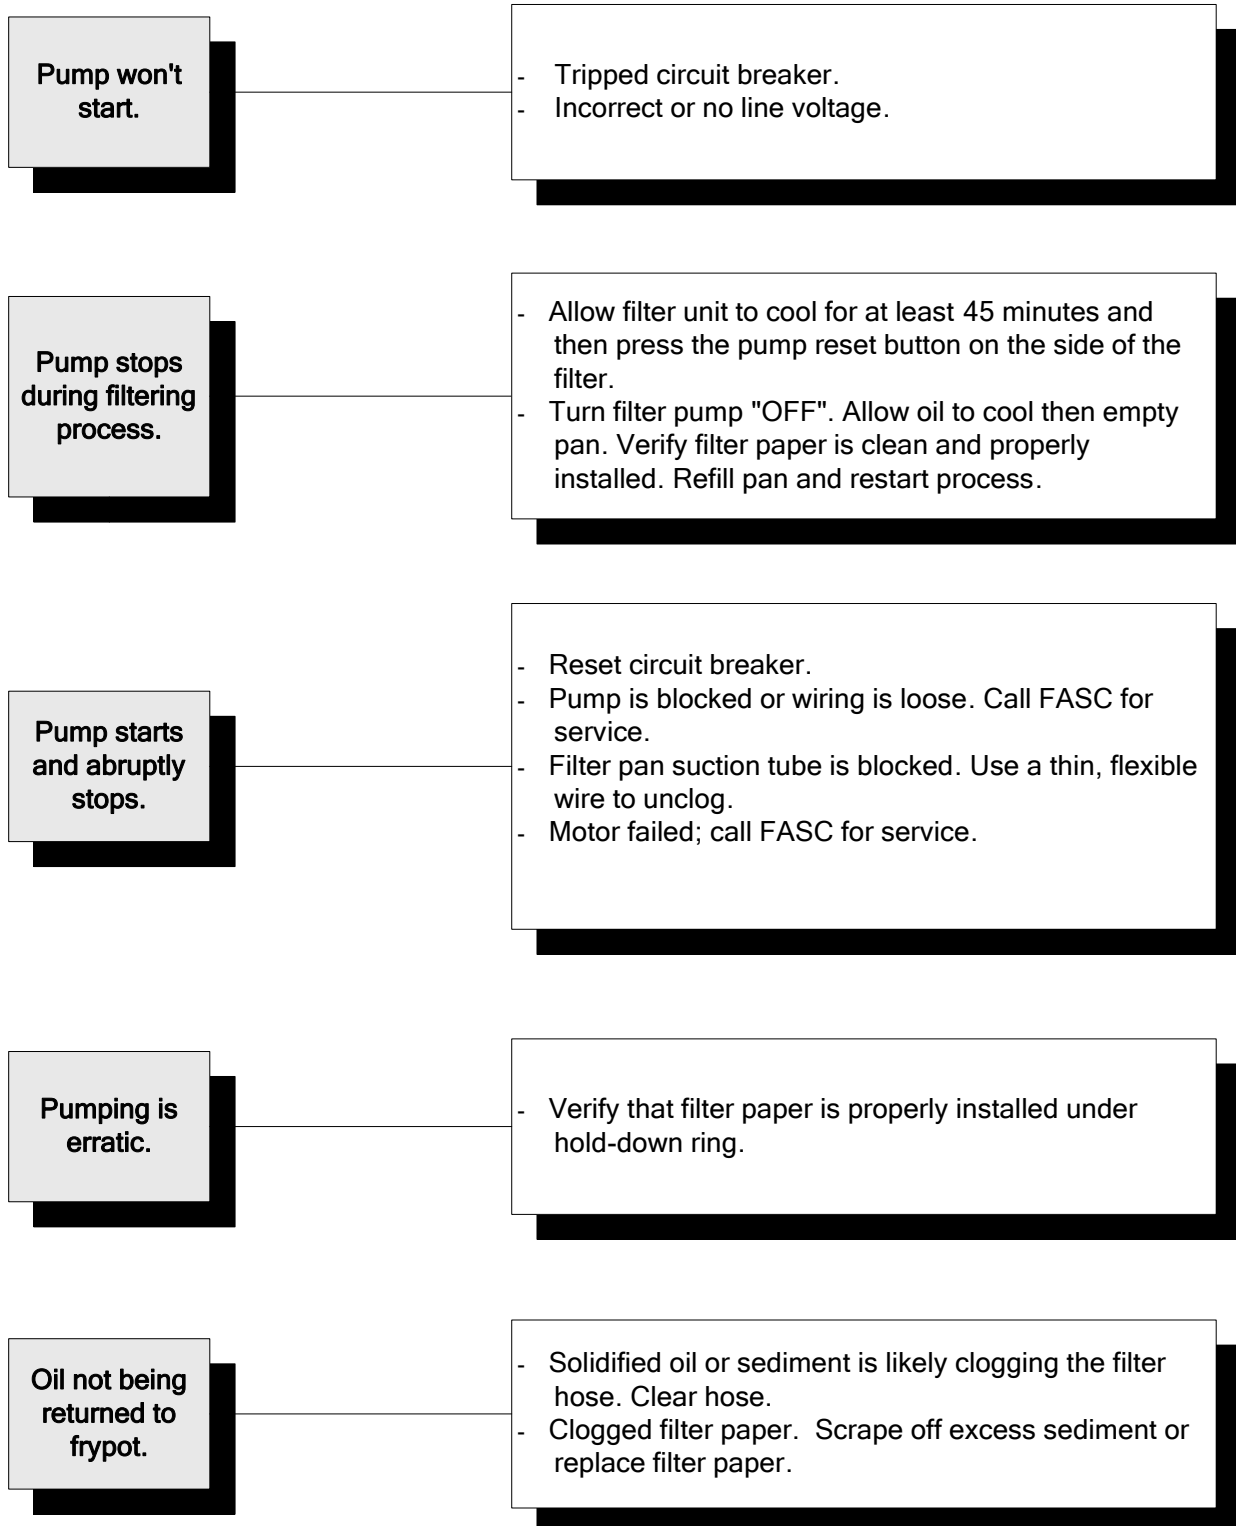 Pump won't
start.
- Tripped circuit breaker.
- Incorrect or no line voltage.
Pump stops
during filtering
process.
- Allow filter unit to cool for at least 45 minutes and
then press the pump reset button on the side of the
filter.
- Turn filter pump "OFF". Allow oil to cool then empty
pan. Verify filter paper is clean and properly
installed. Refill pan and restart process.
Pump starts
and abruptly
stops.
- Reset circuit breaker.
- Pump is blocked or wiring is loose. Call FASC for
service.
- Filter pan suction tube is blocked. Use a thin, flexible
wire to unclog.
- Motor failed; call FASC for service.
Pumping is
erratic.
- Verify that filter paper is properly installed under
hold-down ring.
Oil not being
returned to
frypot.
- Solidified oil or sediment is likely clogging the filter
hose. Clear hose.
- Clogged filter paper.  Scrape off excess sediment or
replace filter paper.